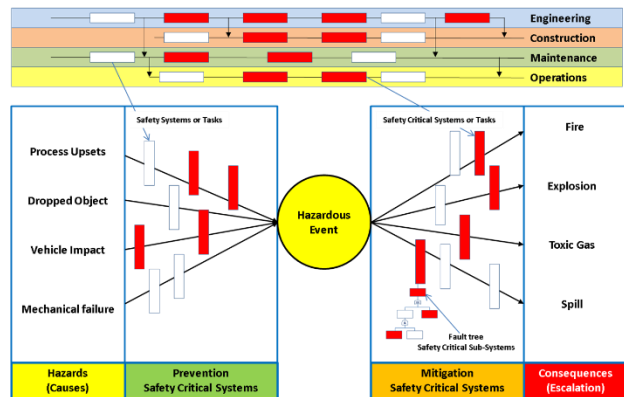 Engineering
Construction
Maintenance
Operations
Safety Systems or Tasks
Safety Critical Systems or Tasks
Process Upsets
Dropped Object
Vehicle Impact
Mechanical failure
Hazardous
Event
Fire
Explosion
Toxic Gas
Spill
Fault tree
Safety Critical Sub-Systems
Hazards
(Causes)
Prevention
Safety Critical Systems
Mitigation
Safety Critical Systems
Consequences
(Escalation)